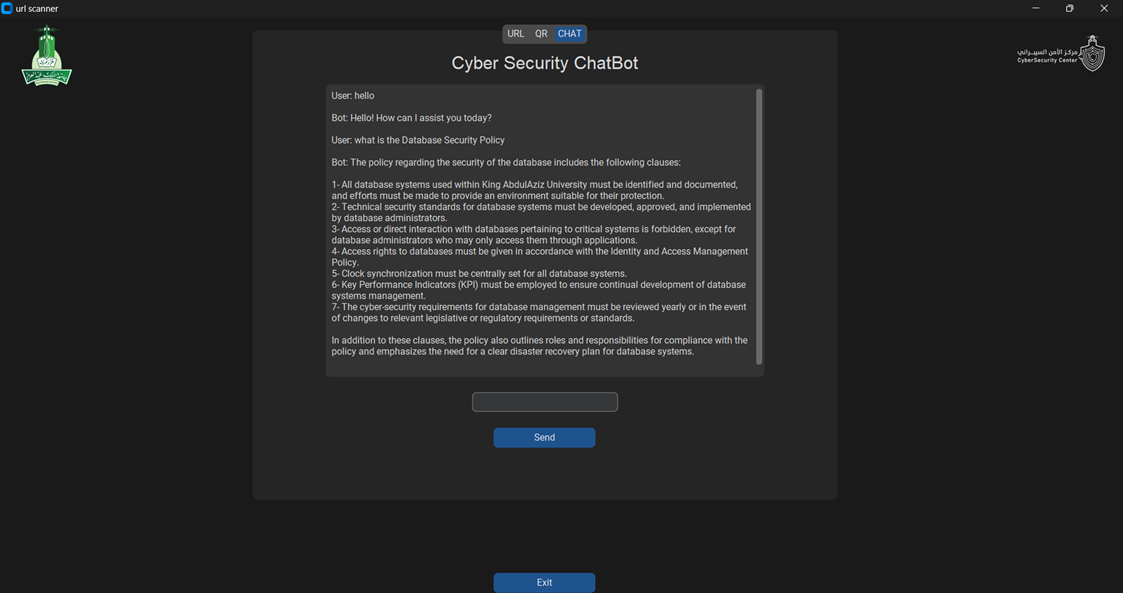 url scanner
URL QR CHAT
مركز الأمن السيبراني
CyberSecurity Center
Cyber Security ChatBot
User: hello
Bot: Hello! How can I assist you today?
User: what is the Database Security Policy
Bot: The policy regarding the security of the database includes the following clauses:
1- All database systems used within King AbdulAziz University must be identified and documented,
and efforts must be made to provide an environment suitable for their protection.
2- Technical security standards for database systems must be developed, approved, and implemented
by database administrators.
3- Access or direct interaction with databases pertaining to critical systems is forbidden, except for
database administrators who may only access them through applications.
4- Access rights to databases must be given in accordance with the Identity and Access Management
Policy.
5- Clock synchronization must be centrally set for all database systems.
6- Key Performance Indicators (KPI) must be employed to ensure continual development of database
systems management.
7- The cyber-security requirements for database management must be reviewed yearly or in the event
of changes to relevant legislative or regulatory requirements or standards.
In addition to these clauses, the policy also outlines roles and responsibilities for compliance with the
policy and emphasizes the need for a clear disaster recovery plan for database systems.
Send
Exit